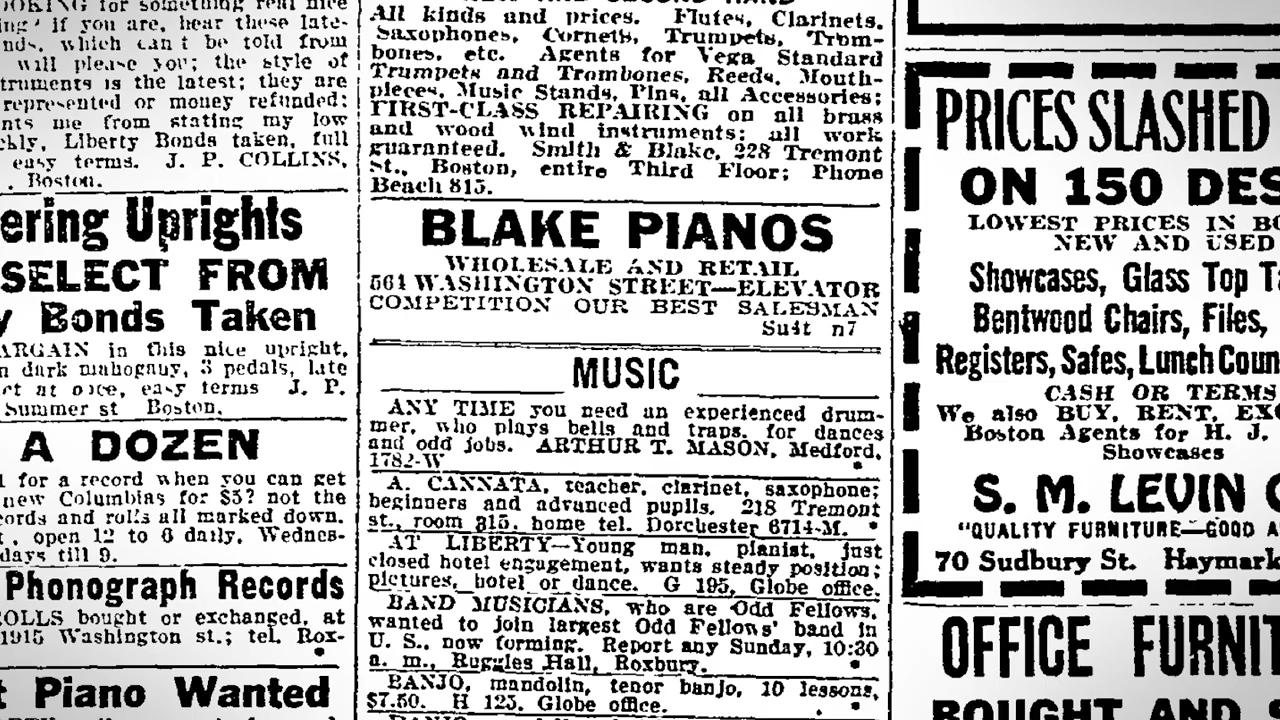 OOKING for something real nice
ing if you are, hear these late-
nds, which can't be told from
will please you; the style of
truments is the latest; they are
represented or money refunded;
nts me from stating my low
ckly, Liberty Bonds taken, full
easy terms. J. P. COLLINS,
. Boston.
ering Uprights
SELECT FROM
y Bonds Taken
ARGAIN in this nice upright,
n dark mahogany, 3 pedals, late
ct at once, easy terms J. P.
Summer st Boston.
A DOZEN
l for a record when you can get
new Columbias for $5? not the
cords and rolls all marked down.
t., open 12 to 6 daily, Wednes-
days till 9.
Phonograph Records
ROLLS bought or exchanged, at
1915 Washington st.; tel. Rox-
t Piano Wanted
All kinds and prices. Flutes, Clarinets,
Saxophones, Cornets, Trumpets, Trom-
bones, etc. Agents for Vega Standard
Trumpets and Trombones, Reeds, Mouth-
pieces, Music Stands, Pins, all Accessories;
FIRST-CLASS REPAIRING on all brass
and wood wind instruments; all work
guaranteed. Smith & Blake, 228 Tremont
st., Boston, entire Third Floor; Phone
Beach 815.
BLAKE PIANOS
WHOLESALE AND RETAIL
561 WASHINGTON STREET—ELEVATOR
COMPETITION OUR BEST SALESMAN
SuSt n7
MUSIC
ANY TIME you need an experienced drum-
mer, who plays bells and traps, for dances
and odd jobs. ARTHUR T. MASON, Medford,
1782-W
A. CANNATA, teacher, clarinet, saxophone;
beginners and advanced pupils. 218 Tremont
st., room 315, home tel. Dorchester 6714-M.
AT LIBERTY—Young man, pianist, just
closed hotel engagement, wants steady position;
pictures, hotel or dance. G 195, Globe office.
BAND MUSICIANS, who are Odd Fellows,
wanted to join largest Odd Fellows' band in
U. S., now forming. Report any Sunday, 10:30
a. m., Ruggles Hall, Roxbury.
BANJO, mandolin, tenor banjo, 10 lessons,
$7.50. H 125, Globe office.
PRICES SLASHED
ON 150 DES
LOWEST PRICES IN BO
NEW AND USED
Showcases, Glass Top Ta
Bentwood Chairs, Files,
Registers, Safes, Lunch Coun
CASH OR TERMS
We also BUY, RENT, EXC
Boston Agents for H. J.
Showcases
S. M. LEVIN C
"QUALITY FURNITURE—GOOD A
70 Sudbury St. Haymark
OFFICE FURNIT
BOUGHT AND S